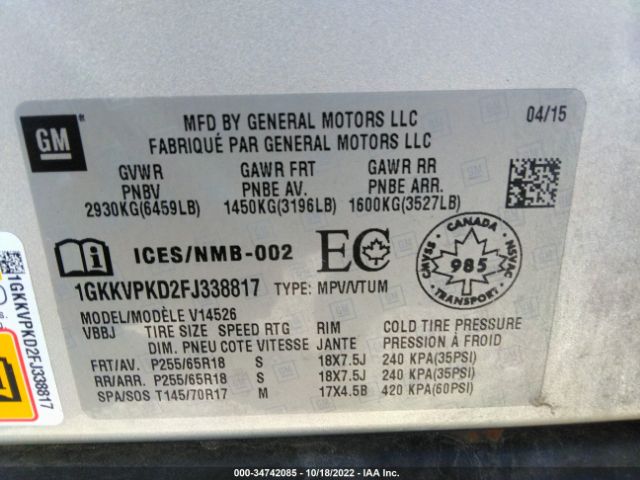 GM
MFD BY GENERAL MOTORS LLC
04/15
FABRIQUÉ PAR GENERAL MOTORS LLC
GVWR GAWR FRT GAWR RR
PNBV PNBE AV. PNBE ARR.
2930KG(6459LB) 1450KG(3196LB) 1600KG(3527LB)
ICES/NMB-002 EC
CANADA
CMVSS 985 NSVAC
1GKKVPKD2FJ338817 TYPE: MPV/VTUM
MODEL/MODÈLE V14526
VBBJ TIRE SIZE SPEED RTG RIM COLD TIRE PRESSURE
DIM. PNEU COTE VITESSE JANTE PRESSION À FROID
FRT/AV. P255/65R18 S 18X7.5J 240 KPA(35PSI)
RR/ARR. P255/65R18 S 18X7.5J 240 KPA(35PSI)
SPA/SOS T145/70R17 M 17X4.5B 420 KPA(60PSI)
1GKKVPKD2FJ338817
000-34742085 - 10/18/2022 - IAA Inc.